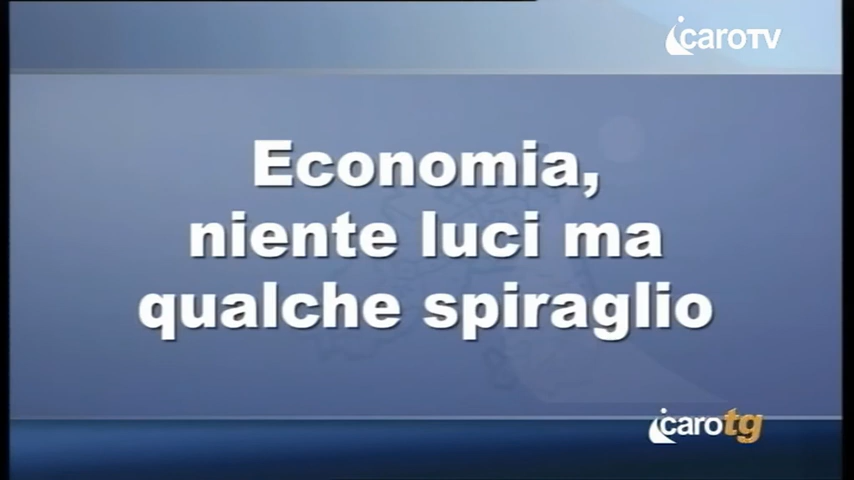 icaroTV
Economia,
niente luci ma
qualche spiraglio
icarotg